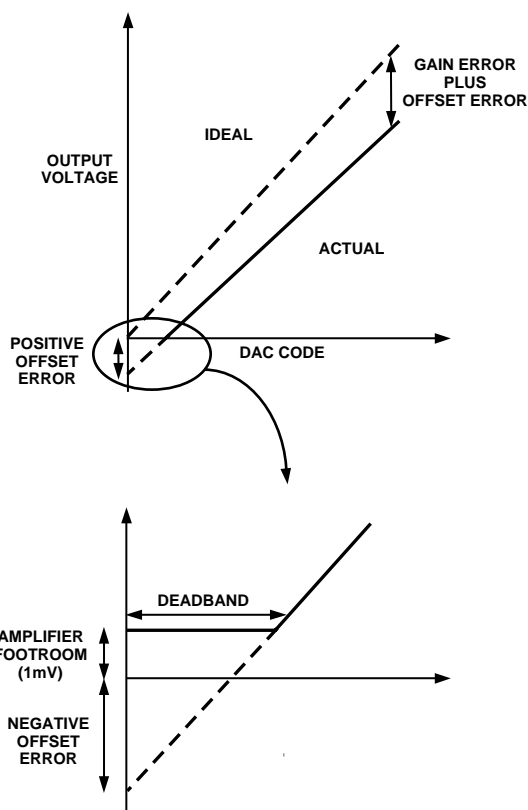 GAIN ERROR
PLUS
OFFSET ERROR
IDEAL
OUTPUT
VOLTAGE
ACTUAL
POSITIVE
OFFSET
ERROR
DAC CODE
DEADBAND
AMPLIFIER
FOOTROOM
(1mV)
NEGATIVE
OFFSET
ERROR